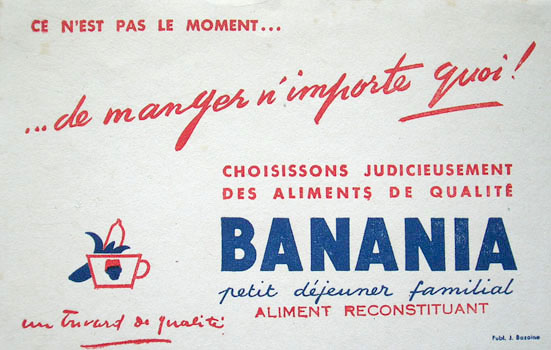 CE N'EST PAS LE MOMENT...
...de manger n'importe quoi!
CHOISISSONS JUDICIEUSEMENT
DES ALIMENTS DE QUALITÉ
BANANIA
petit déjeuner familial
ALIMENT RECONSTITUANT
un buvard de qualité
Publ. J. Bazaine